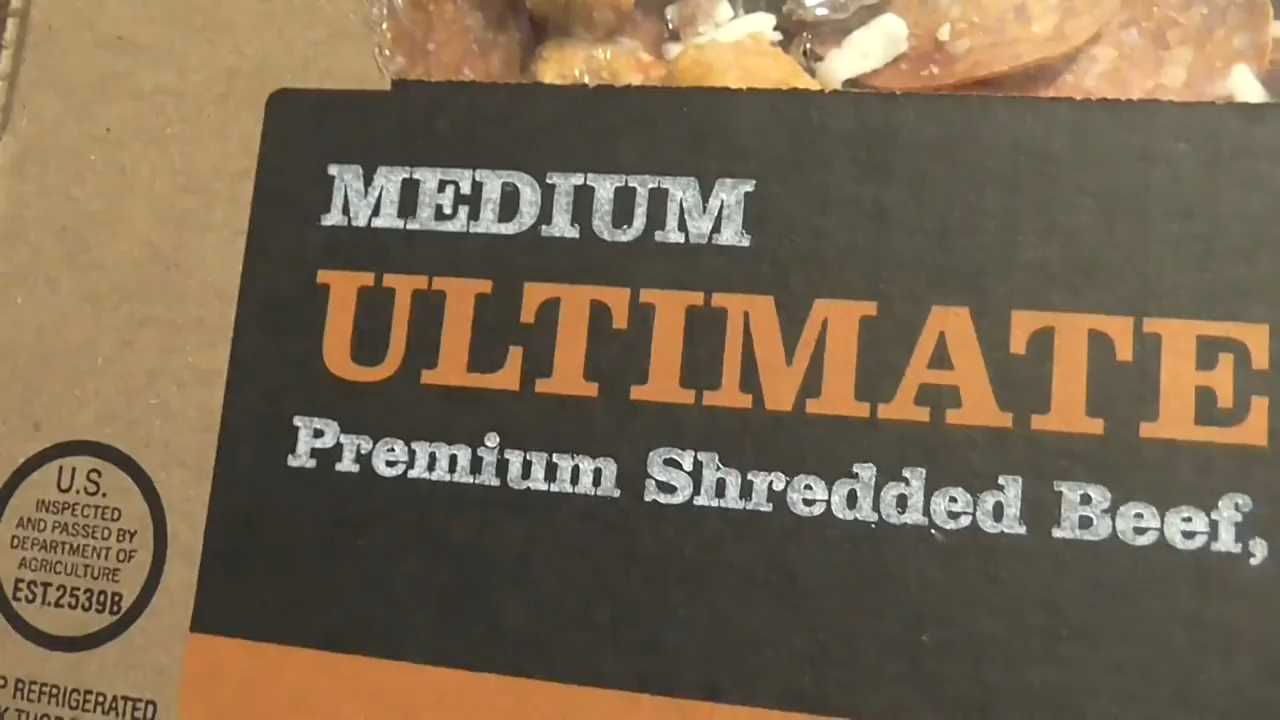 MEDIUM
ULTIMATE
Premium Shredded Beef,
U.S.
INSPECTED
AND PASSED BY
DEPARTMENT OF
AGRICULTURE
EST.2539B
REFRIGERATED